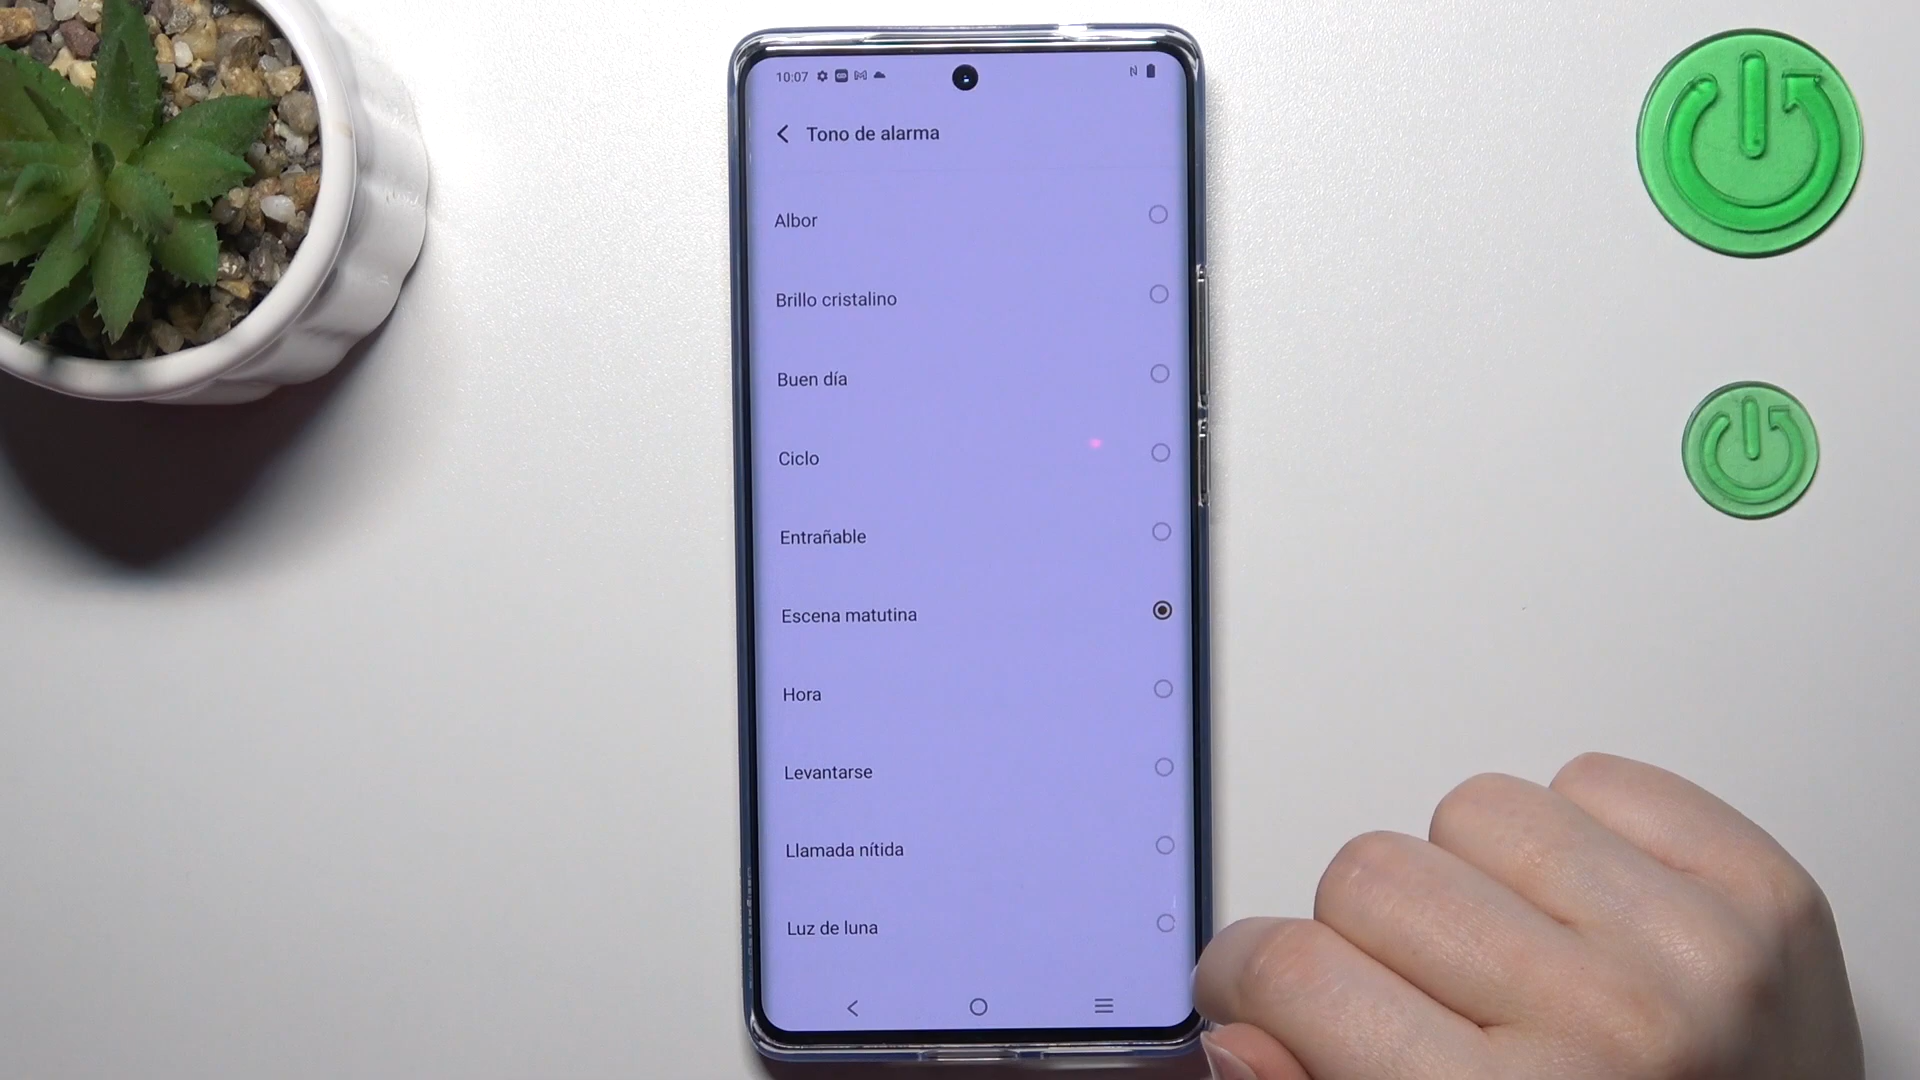 10:07
Tono de alarma
Albor
Brillo cristalino
Buen día
Ciclo
Entrañable
Escena matutina
Hora
Levantarse
Llamada nítida
Luz de luna